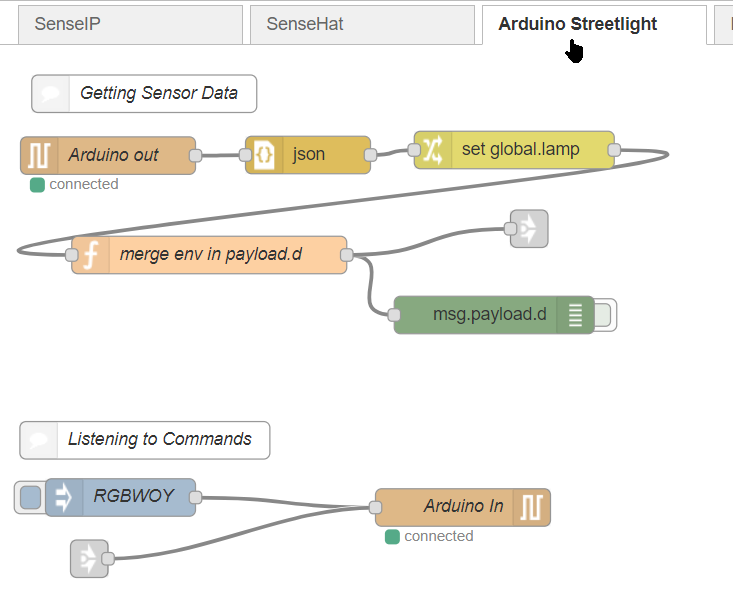 SenseIP
SenseHat
Arduino Streetlight
Getting Sensor Data
Arduino out
json
set global.lamp
connected
merge env in payload.d
msg.payload.d
Listening to Commands
RGBWOY
Arduino In
connected